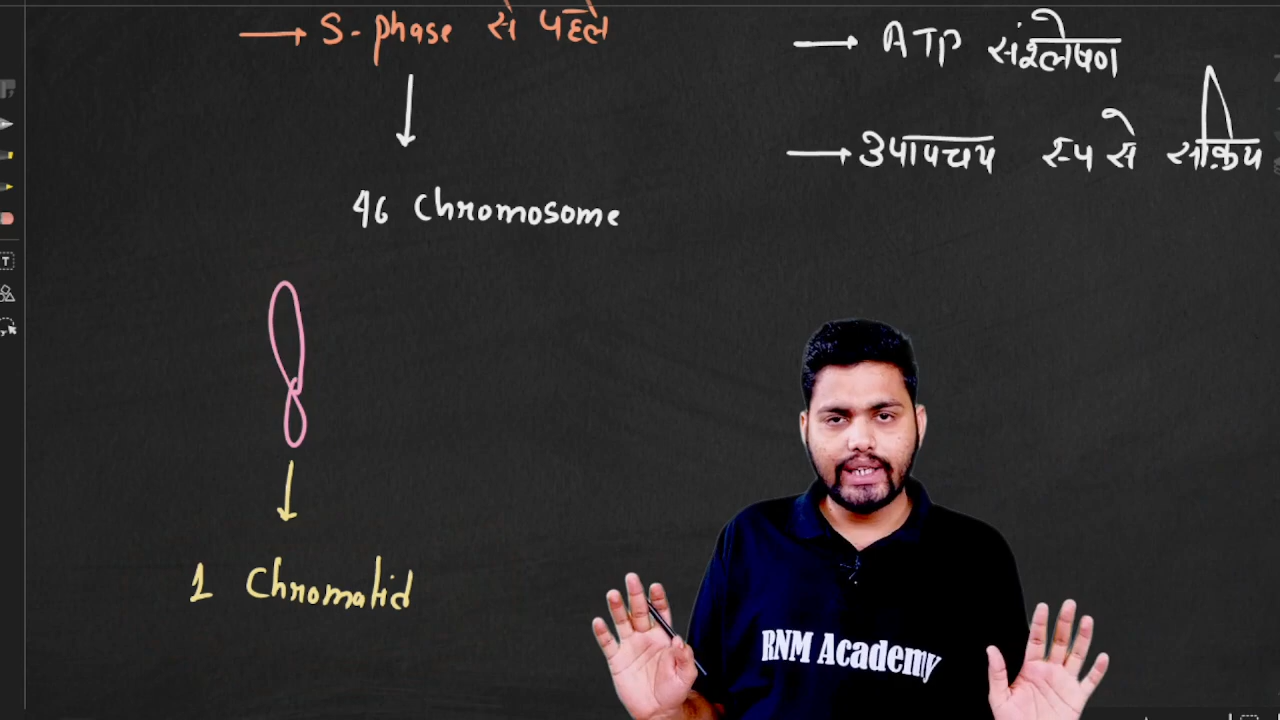 → S-phase से पहले
46 Chromosome
1 Chromatid
→ ATP संश्लेषण
→ उपापचय रूप से सक्रिय
RNM Academy
T